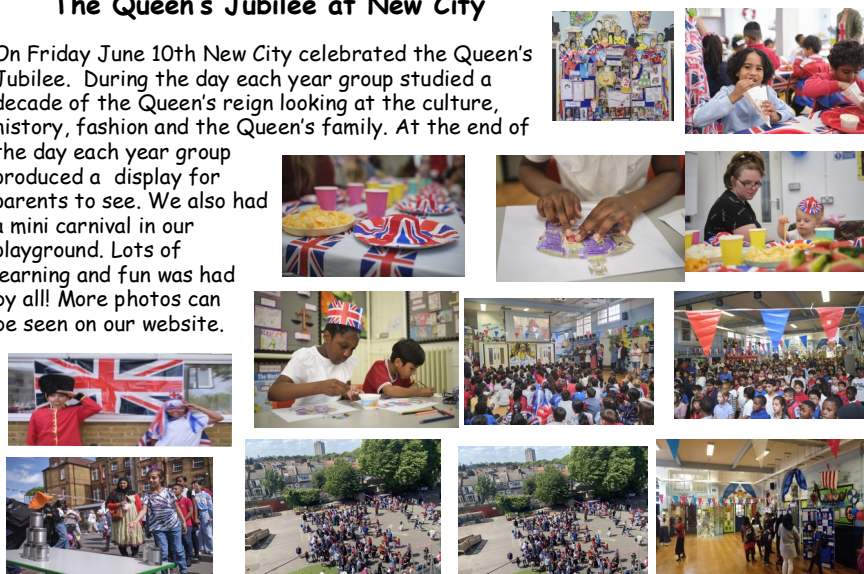 The Queen's Jubilee at New City
On Friday June 10th New City celebrated the Queen's
Jubilee. During the day each year group studied a
decade of the Queen's reign looking at the culture,
history, fashion and the Queen's family. At the end of
the day each year group
produced a display for
parents to see. We also had
a mini carnival in our
playground. Lots of
learning and fun was had
by all! More photos can
be seen on our website.